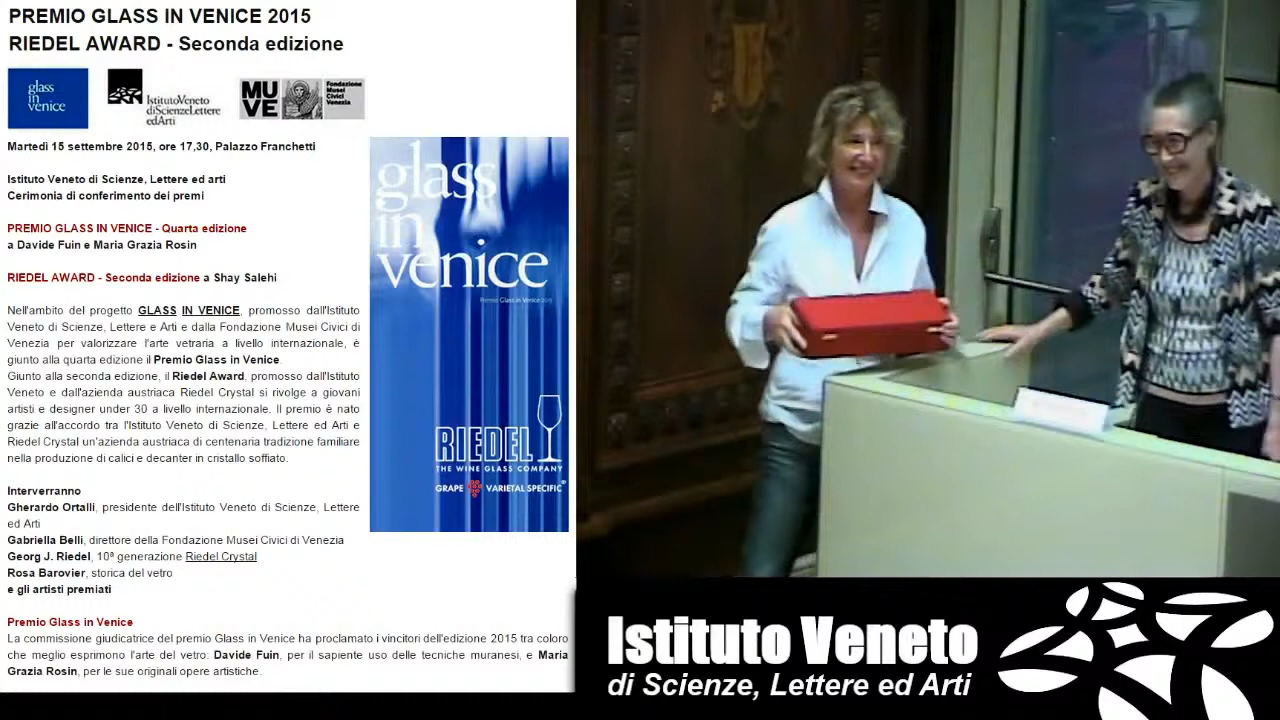 PREMIO GLASS IN VENICE 2015
RIEDEL AWARD - Seconda edizione
glass
in
venice
IstitutoVeneto
diScienzeLettere
edArti
MU
VE
Fondazione
Musei
Civici
Venezia
Martedì 15 settembre 2015, ore 17,30, Palazzo Franchetti
Istituto Veneto di Scienze, Lettere ed arti
Cerimonia di conferimento dei premi
PREMIO GLASS IN VENICE - Quarta edizione
a Davide Fuin e Maria Grazia Rosin
RIEDEL AWARD - Seconda edizione a Shay Salehi
Nell'ambito del progetto GLASS IN VENICE, promosso dall'Istituto
Veneto di Scienze, Lettere e Arti e dalla Fondazione Musei Civici di
Venezia per valorizzare l'arte vetraria a livello internazionale, è
giunto alla quarta edizione il Premio Glass in Venice.
Giunto alla seconda edizione, il Riedel Award, promosso dall'Istituto
Veneto e dall'azienda austriaca Riedel Crystal si rivolge a giovani
artisti e designer under 30 a livello internazionale. Il premio è nato
grazie all'accordo tra l'Istituto Veneto di Scienze, Lettere ed Arti e
Riedel Crystal un'azienda austriaca di centenaria tradizione familiare
nella produzione di calici e decanter in cristallo soffiato.
Interverranno
Gherardo Ortalli, presidente dell'Istituto Veneto di Scienze, Lettere
ed Arti
Gabriella Belli, direttore della Fondazione Musei Civici di Venezia
Georg J. Riedel, 10ª generazione Riedel Crystal
Rosa Barovier, storica del vetro
e gli artisti premiati
Premio Glass in Venice
La commissione giudicatrice del premio Glass in Venice ha proclamato i vincitori dell'edizione 2015 tra coloro
che meglio esprimono l'arte del vetro: Davide Fuin, per il sapiente uso delle tecniche muranesi, e Maria
Grazia Rosin, per le sue originali opere artistiche.
glass
in
venice
Premio Glass in Venice 2015
RIEDEL
THE WINE GLASS COMPANY
GRAPE VARIETAL SPECIFIC®
Istituto Veneto
di Scienze, Lettere ed Arti